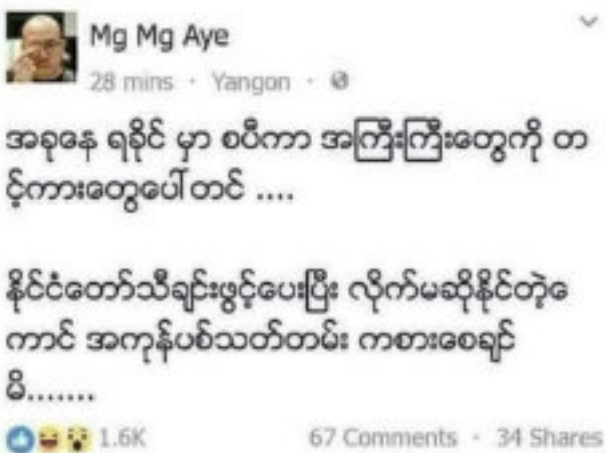 Mg Mg Aye
28 mins · Yangon ·
အခုနေ ရခိုင် မှာ စပီကာ အကြီးကြီးတွေကို တ
င့်ကားတွေပေါ်တင် ....
နိုင်ငံတော်သီချင်းဖွင့်ပေးပြီး လိုက်မဆိုနိုင်တဲ့ေ
ကာင် အကုန်ပစ်သတ်တမ်း ကစားစေချင်
မိ.......
1.6K 67 Comments · 34 Shares